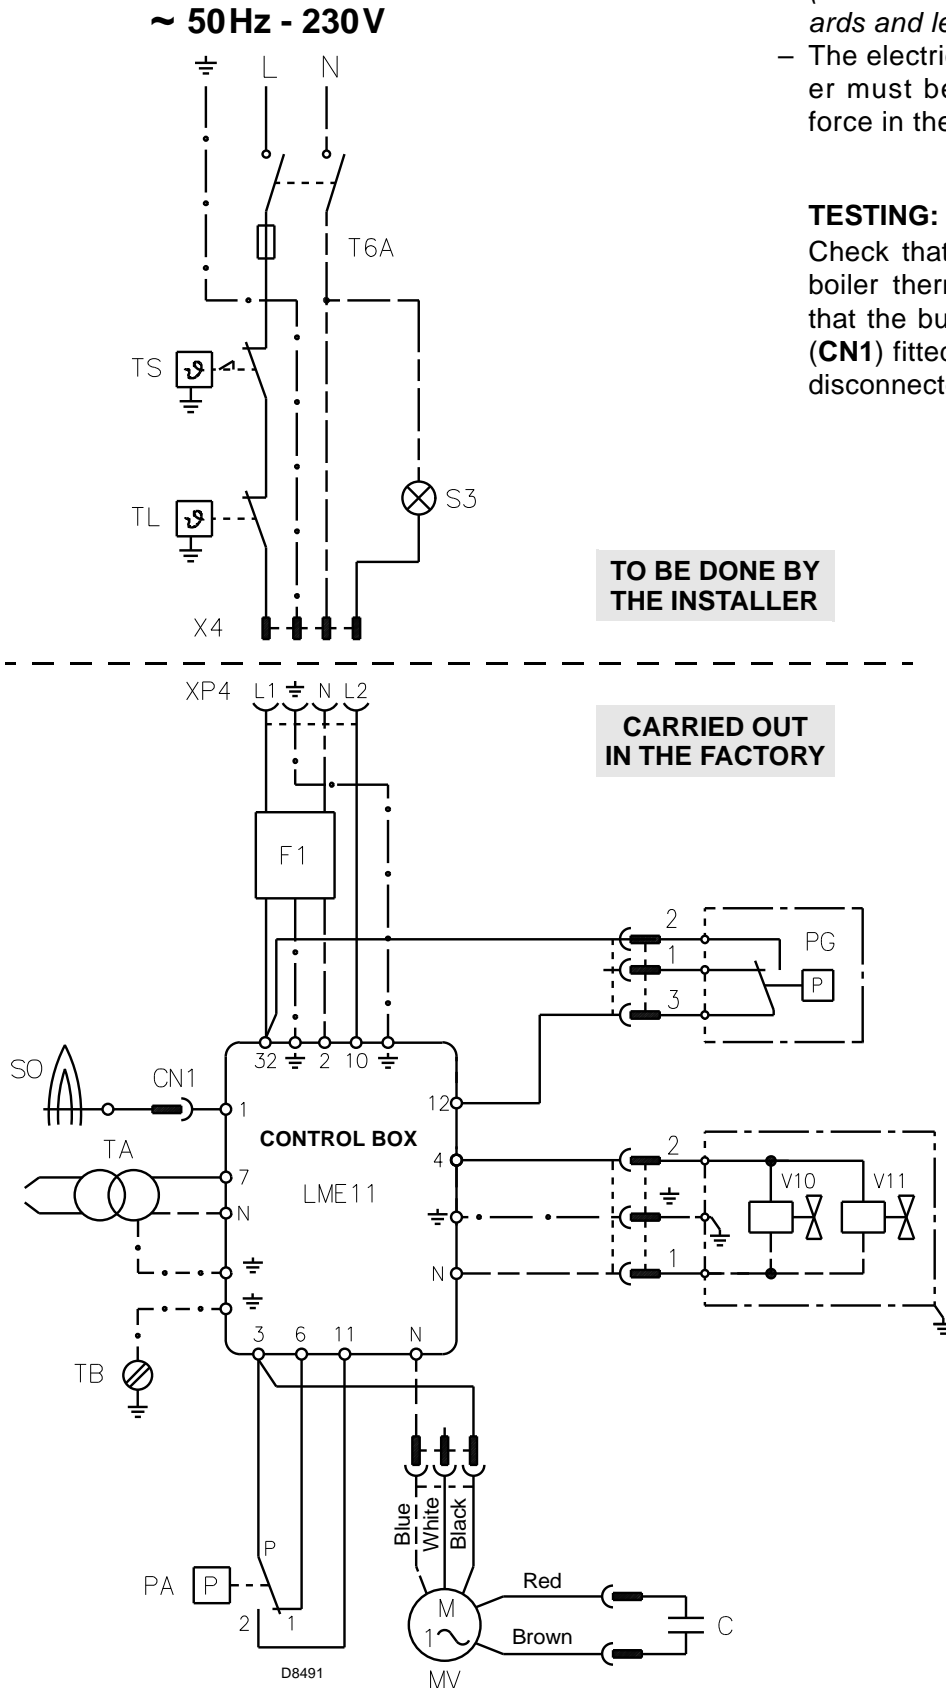 ~ 50Hz - 230V
L N
T6A
TS
TL
S3
X4
ards and le
– The electri
er must be
force in the
TESTING:
Check that
boiler ther
that the bu
(CN1) fitted
disconnect
TO BE DONE BY
THE INSTALLER
XP4 L1 N L2
CARRIED OUT
IN THE FACTORY
F1
2
1
3
PG
P
32 2 10
SO
CN1
1
12
CONTROL BOX
LME11
TA
7
N
4
N
2
1
V10 V11
3 6 11 N
TB
Blue
White
Black
PA
P
P
2 1
D8491
M
1~
MV
Red
Brown
C